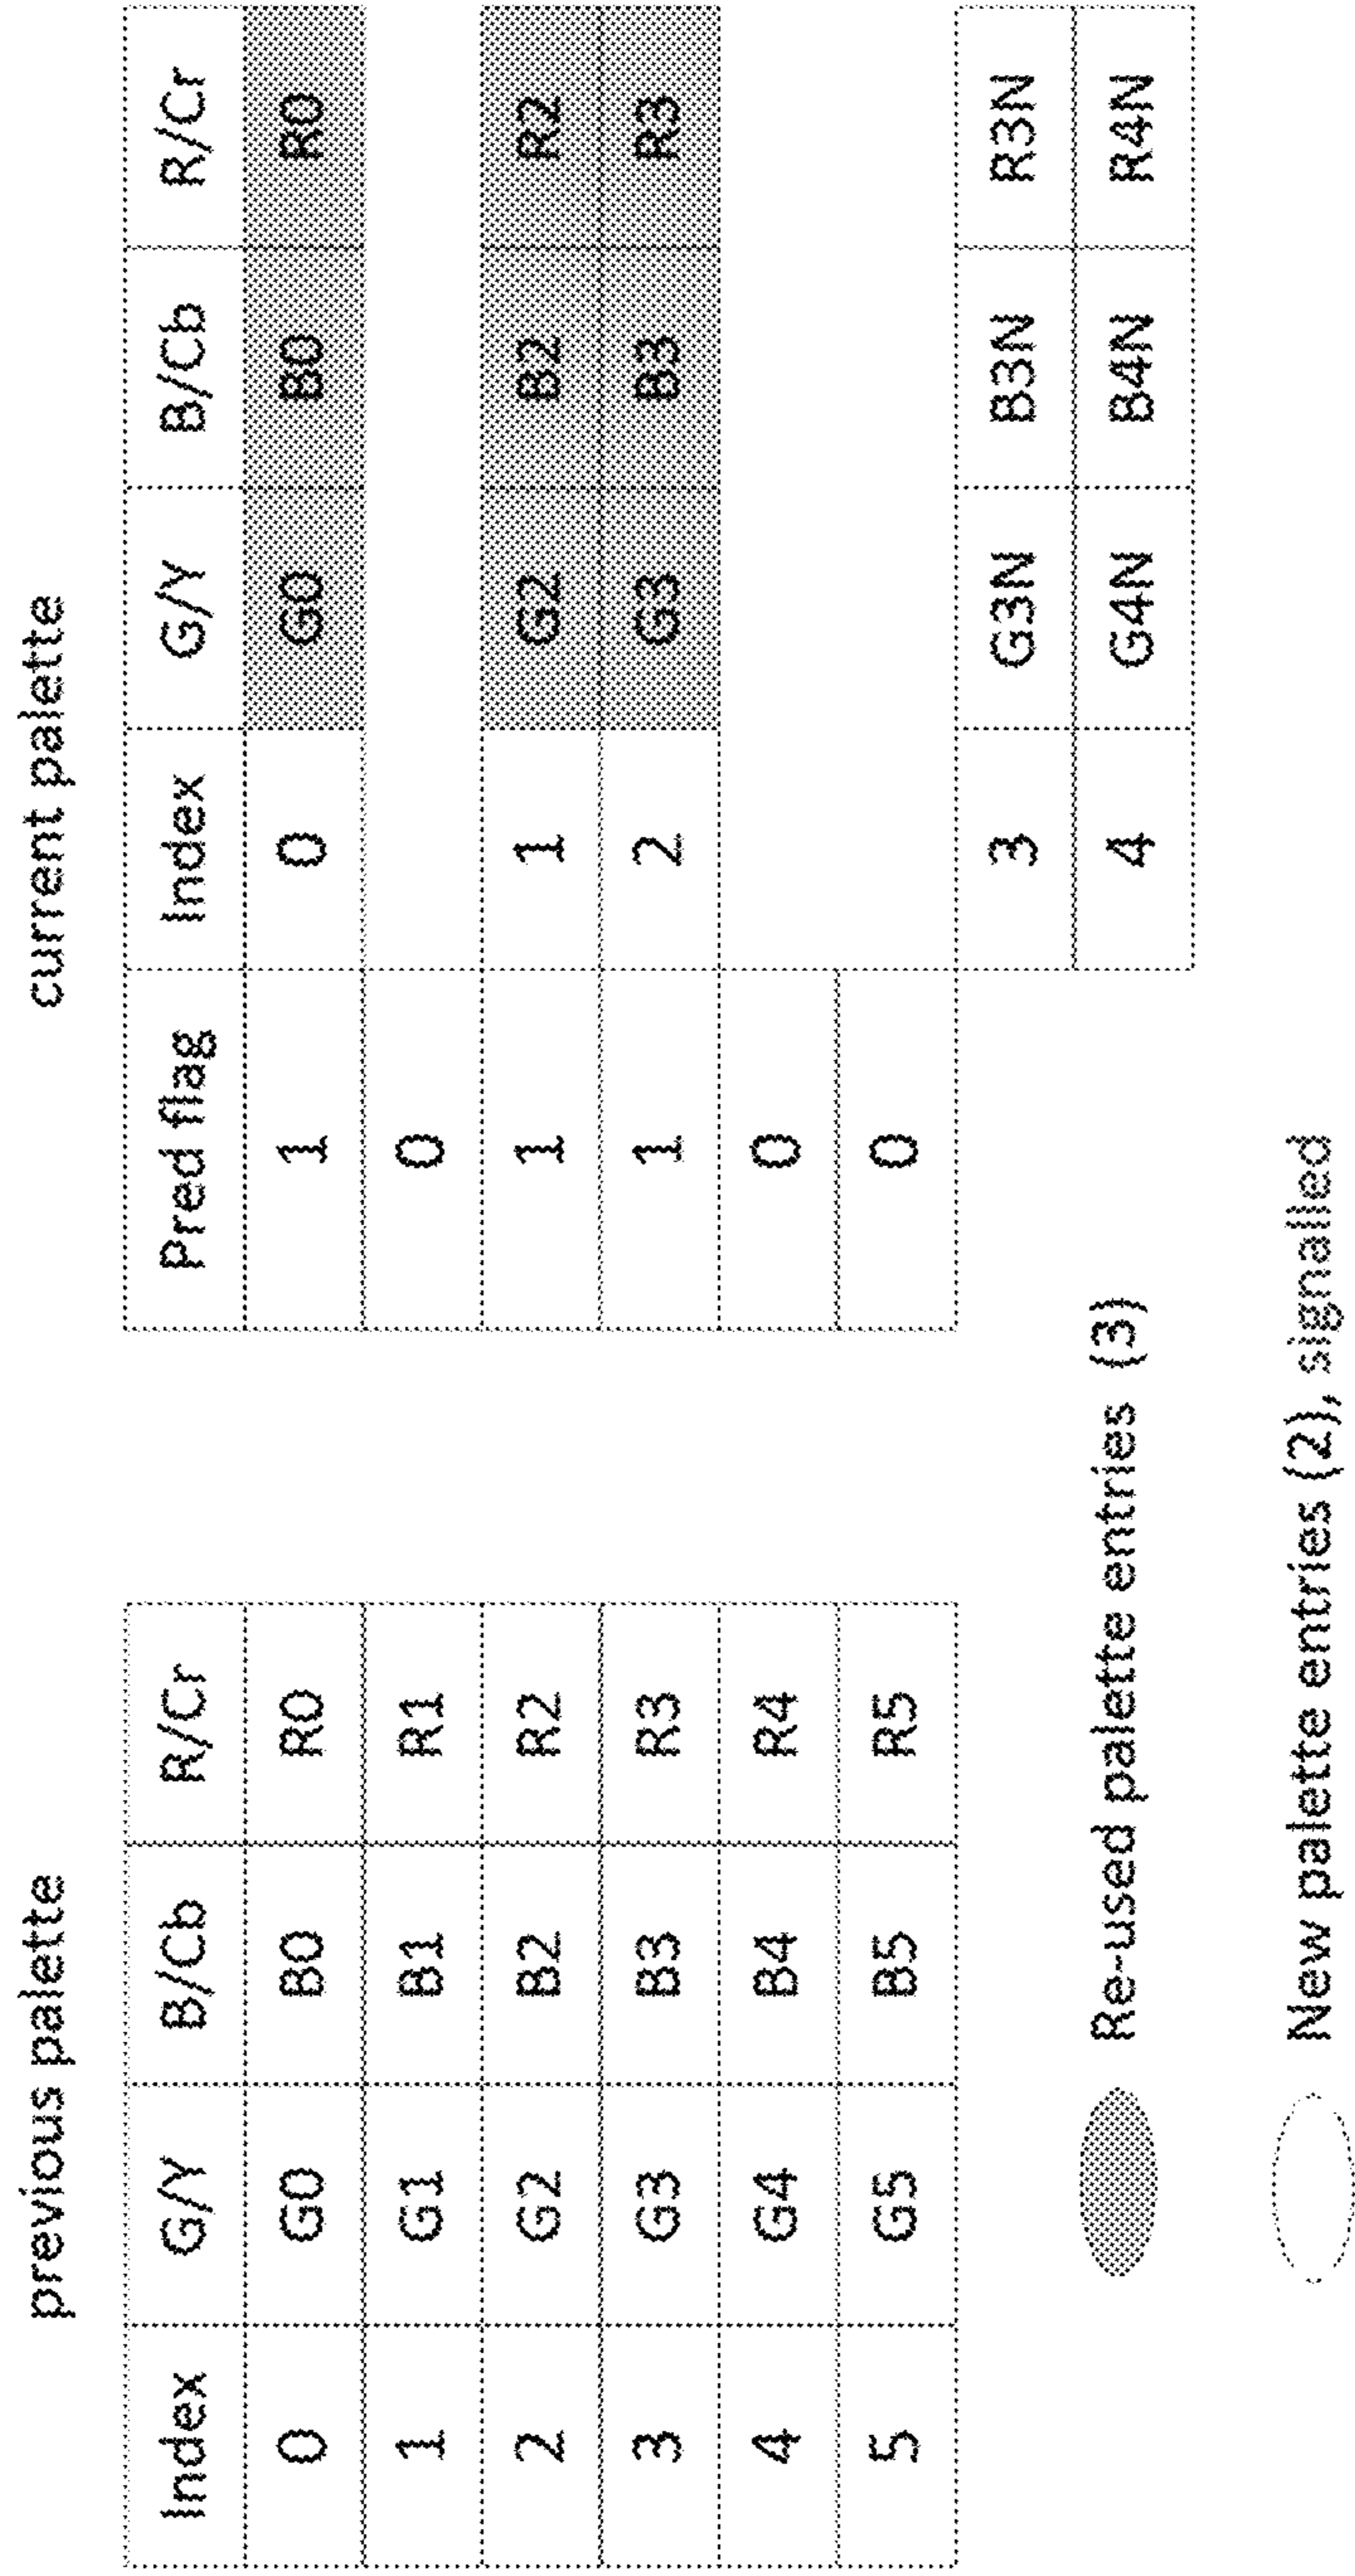 previous palette
Index G/Y B/Cb R/Cr
0 G0 B0 R0
1 G1 B1 R1
2 G2 B2 R2
3 G3 B3 R3
4 G4 B4 R4
5 G5 B5 R5
current palette
Pred flag Index G/Y B/Cb R/Cr
1 0 G0 B0 R0
0
1 1 G2 B2 R2
1 2 G3 B3 R3
0
0
3 G3N B3N R3N
4 G4N B4N R4N
Re-used palette entries (3)
New palette entries (2), signalled